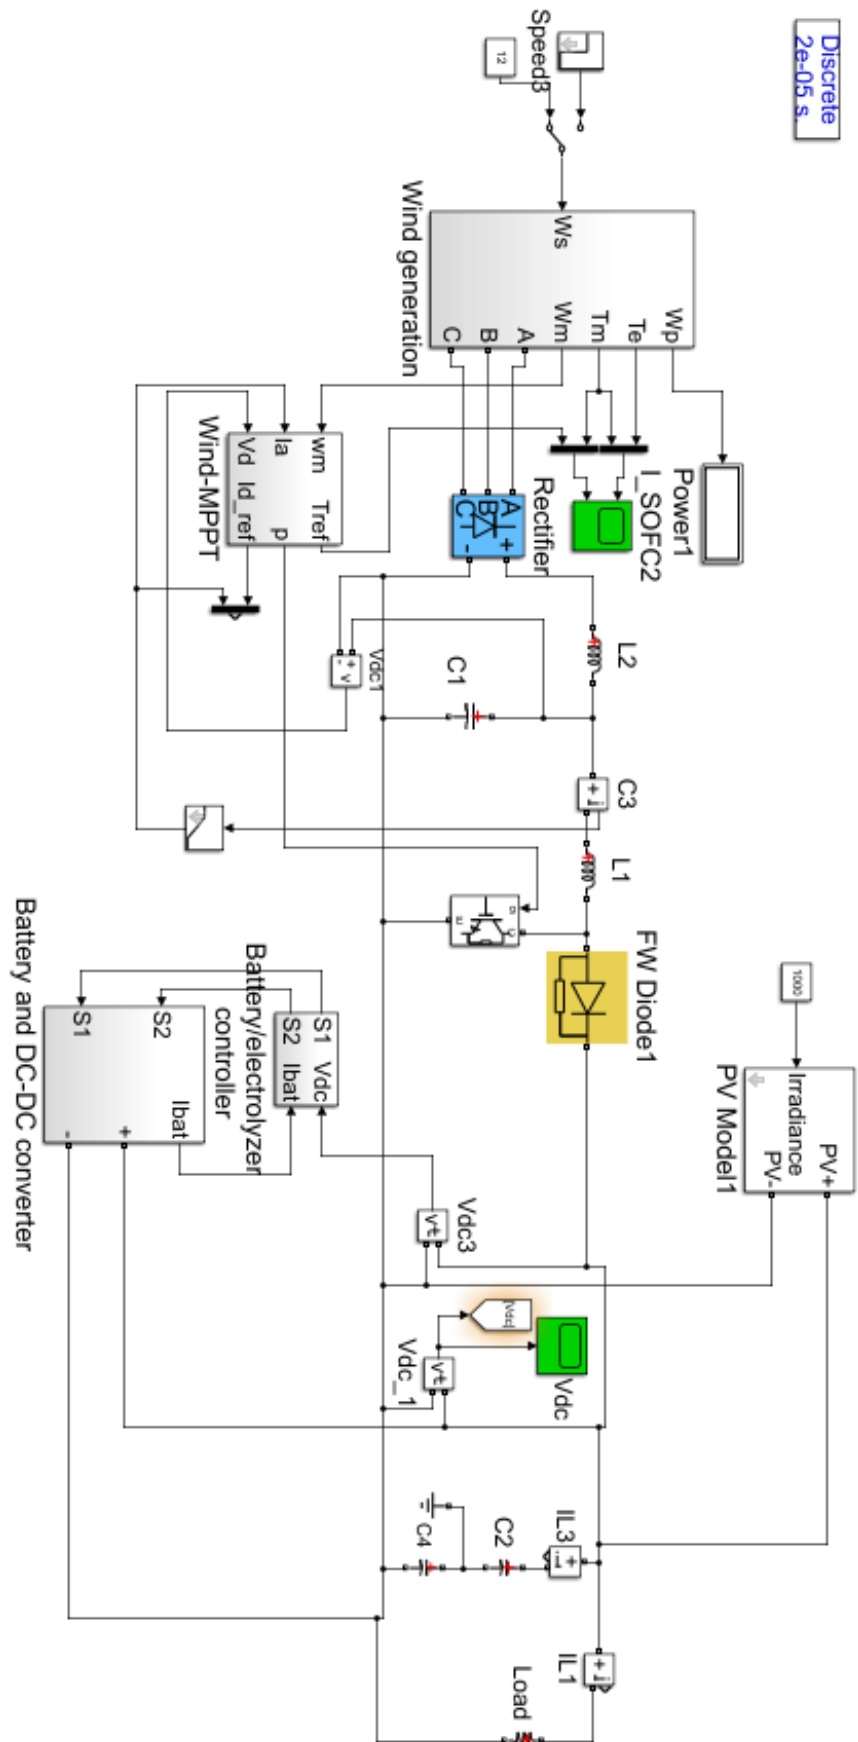 Discrete
2e-05 s.
Speed3
12
Ws
Wp
Te
Tm
Wm
A
B
C
Wind generation
Power1
I_SOFC2
wm
Ia
Vd
Tref
p
Id_ref
Wind-MPPT
Rectifier
A
B
C
+
-
L2
C1
Vdc1
+
-
v
C3
+
i
L1
g
C
E
FW Diode1
1000
Irradiance
PV+
PV-
PV Model1
Battery/electrolyzer
controller
S1
S2
Vdc
Ibat
S2
S1
Ibat
+
-
Battery and DC-DC converter
Vdc3
vt
[Vdc]
Vdc
Vdc_1
vt
IL3
+
i
C2
C4
IL1
+
i
Load